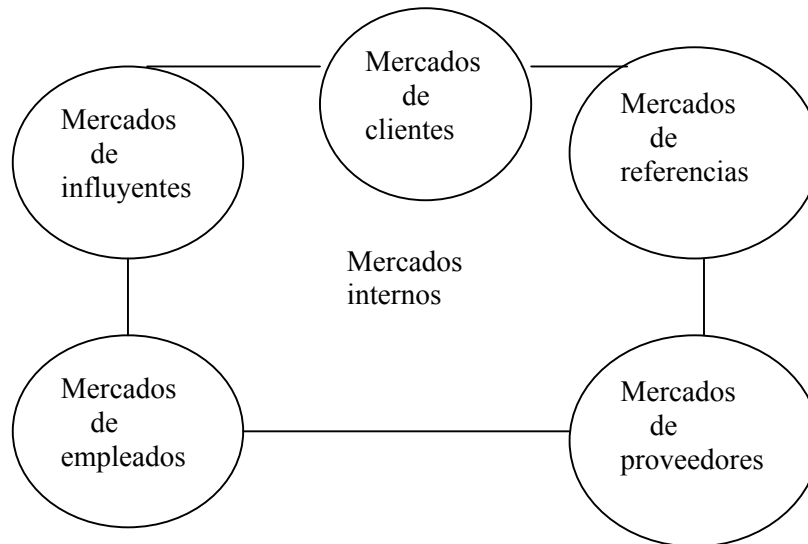 Mercados
de
clientes
Mercados
de
influyentes
Mercados
de
referencias
Mercados
internos
Mercados
de
empleados
Mercados
de
proveedores